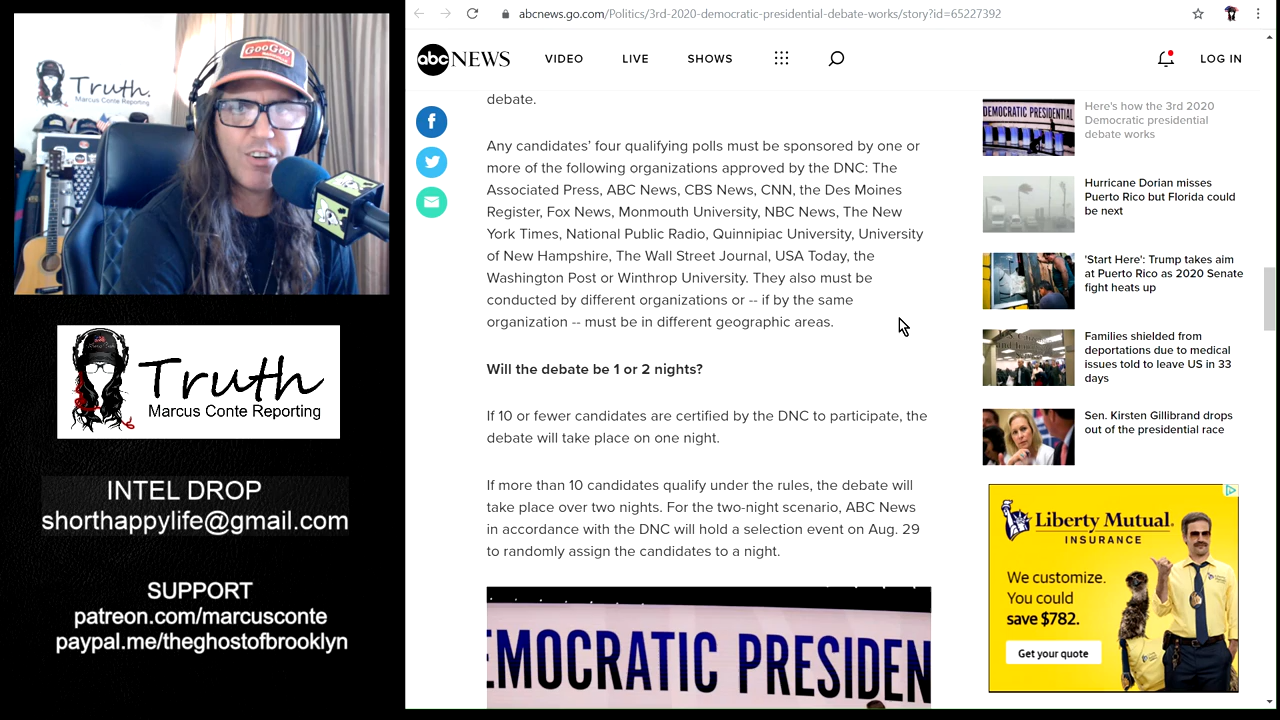 GOOGOO
Truth.
Marcus Conte Reporting
Truth
Marcus Conte Reporting
INTEL DROP
shorthappylife@gmail.com
SUPPORT
patreon.com/marcusconte
paypal.me/theghostofbrooklyn
abcnews.go.com/Politics/3rd-2020-democratic-presidential-debate-works/story?id=65227392
abc NEWS
VIDEO
LIVE
SHOWS
LOG IN
debate.
Any candidates' four qualifying polls must be sponsored by one or
more of the following organizations approved by the DNC: The
Associated Press, ABC News, CBS News, CNN, the Des Moines
Register, Fox News, Monmouth University, NBC News, The New
York Times, National Public Radio, Quinnipiac University, University
of New Hampshire, The Wall Street Journal, USA Today, the
Washington Post or Winthrop University. They also must be
conducted by different organizations or -- if by the same
organization -- must be in different geographic areas.
Will the debate be 1 or 2 nights?
If 10 or fewer candidates are certified by the DNC to participate, the
debate will take place on one night.
If more than 10 candidates qualify under the rules, the debate will
take place over two nights. For the two-night scenario, ABC News
in accordance with the DNC will hold a selection event on Aug. 29
to randomly assign the candidates to a night.
EMOCRATIC PRESIDEN
DEMOCRATIC PRESIDENTIAL
Here's how the 3rd 2020
Democratic presidential
debate works
Hurricane Dorian misses
Puerto Rico but Florida could
be next
'Start Here': Trump takes aim
at Puerto Rico as 2020 Senate
fight heats up
Families shielded from
deportations due to medical
issues told to leave US in 33
days
Sen. Kirsten Gillibrand drops
out of the presidential race
Liberty Mutual.
INSURANCE
We customize.
You could
save $782.
Get your quote